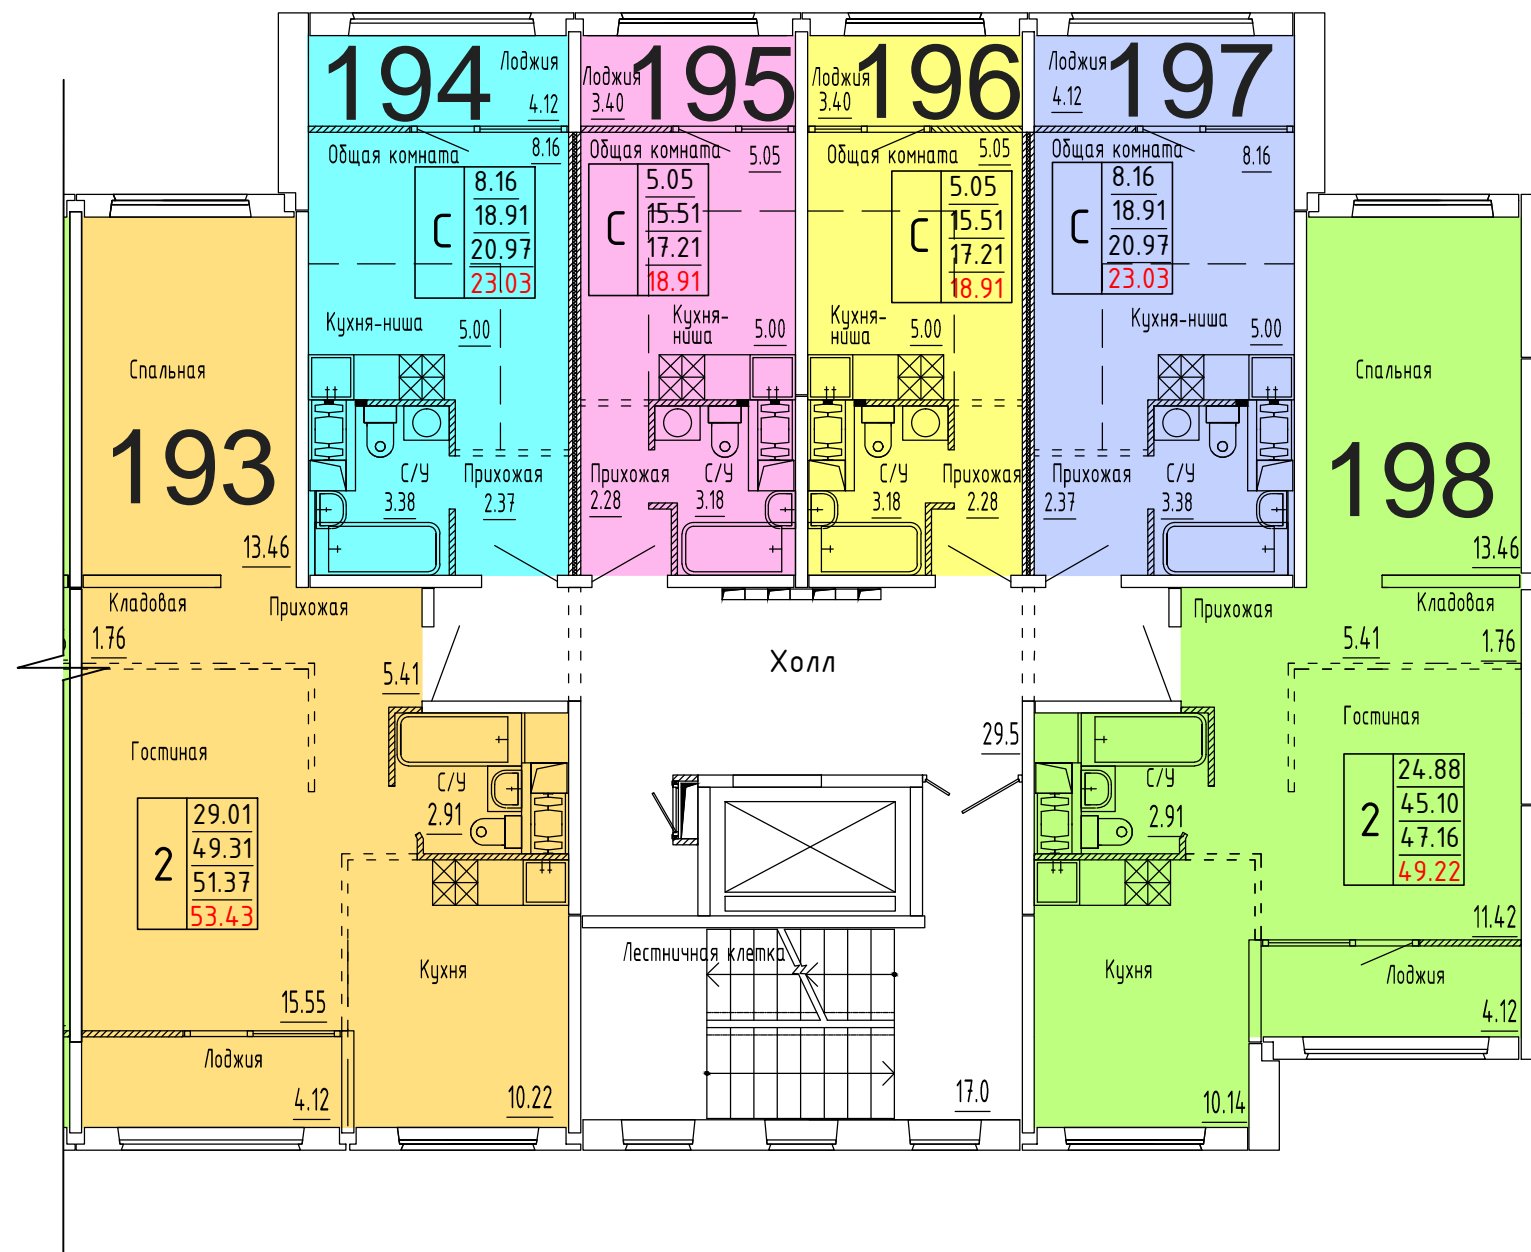 194
Лоджия
4.12
Общая комната
8.16
С
8.16
18.91
20.97
23.03
Кухня-ниша
5.00
С/У
3.38
Прихожая
2.37
195
Лоджия
3.40
Общая комната
5.05
С
5.05
15.51
17.21
18.91
Кухня-
ниша
5.00
Прихожая
2.28
С/У
3.18
196
Лоджия
3.40
Общая комната
5.05
С
5.05
15.51
17.21
18.91
Кухня-
ниша
5.00
С/У
3.18
Прихожая
2.28
197
Лоджия
4.12
Общая комната
8.16
С
8.16
18.91
20.97
23.03
Кухня-ниша
5.00
Прихожая
2.37
С/У
3.38
Спальная
193
13.46
Кладовая
1.76
Прихожая
5.41
Гостиная
2
29.01
49.31
51.37
53.43
15.55
С/У
2.91
Кухня
10.22
Лоджия
4.12
Холл
29.5
Лестничная клетка
17.0
Спальная
198
13.46
Прихожая
5.41
Кладовая
1.76
Гостиная
2
24.88
45.10
47.16
49.22
11.42
С/У
2.91
Кухня
10.14
Лоджия
4.12